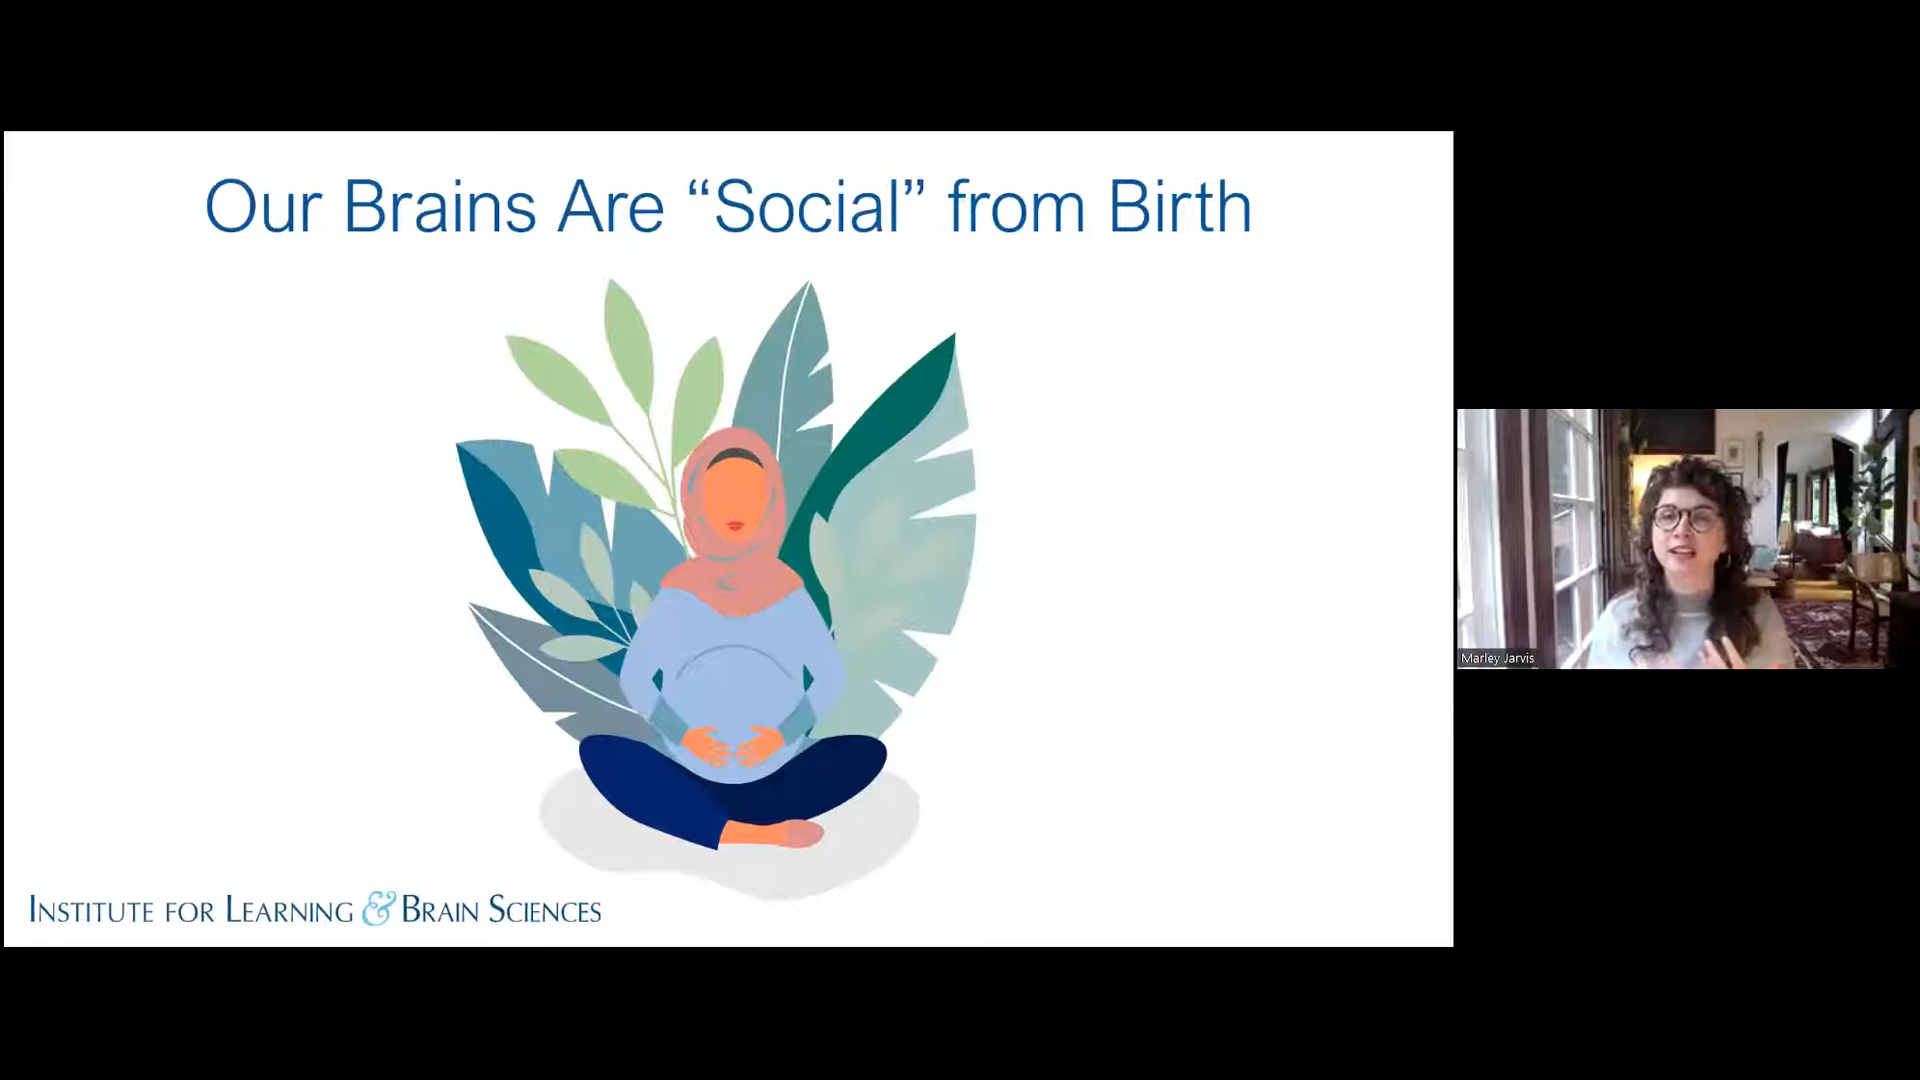 Our Brains Are “Social” from Birth
Marley Jarvis
INSTITUTE FOR LEARNING & BRAIN SCIENCES